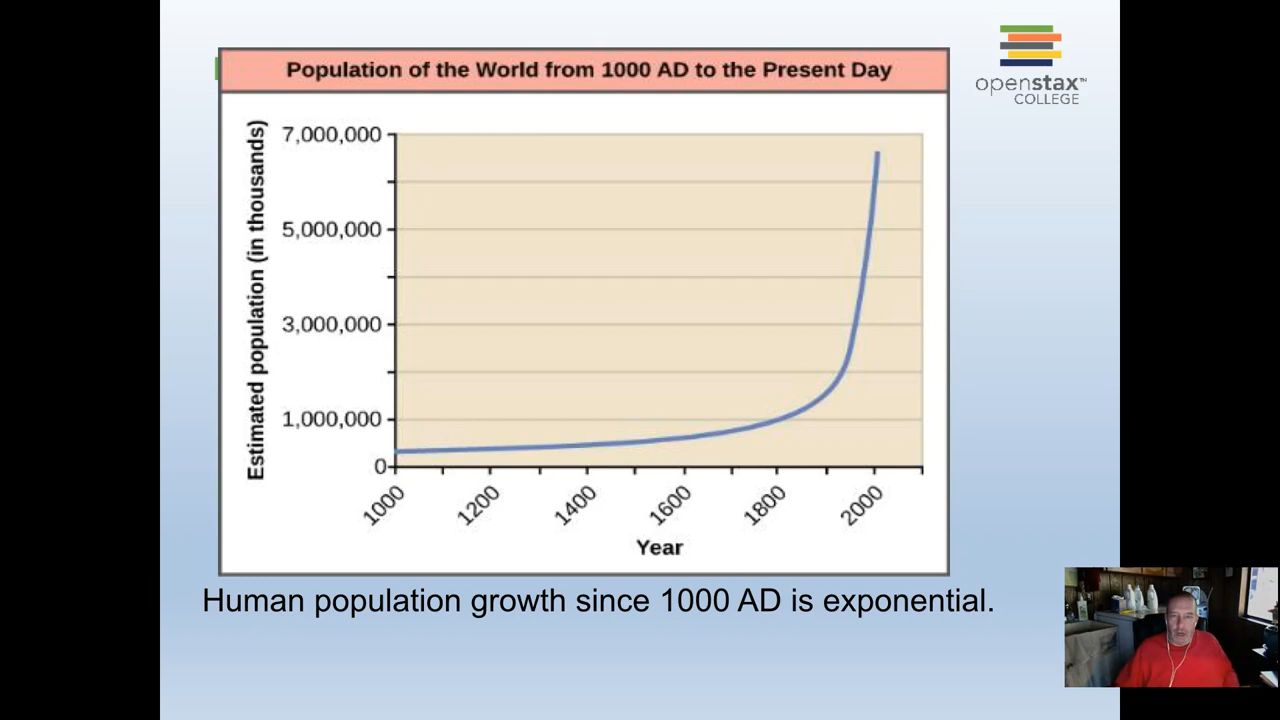 Population of the World from 1000 AD to the Present Day
openstax™
COLLEGE
Estimated population (in thousands)
7,000,000
5,000,000
3,000,000
1,000,000
0
1000
1200
1400
1600
1800
2000
Year
Human population growth since 1000 AD is exponential.